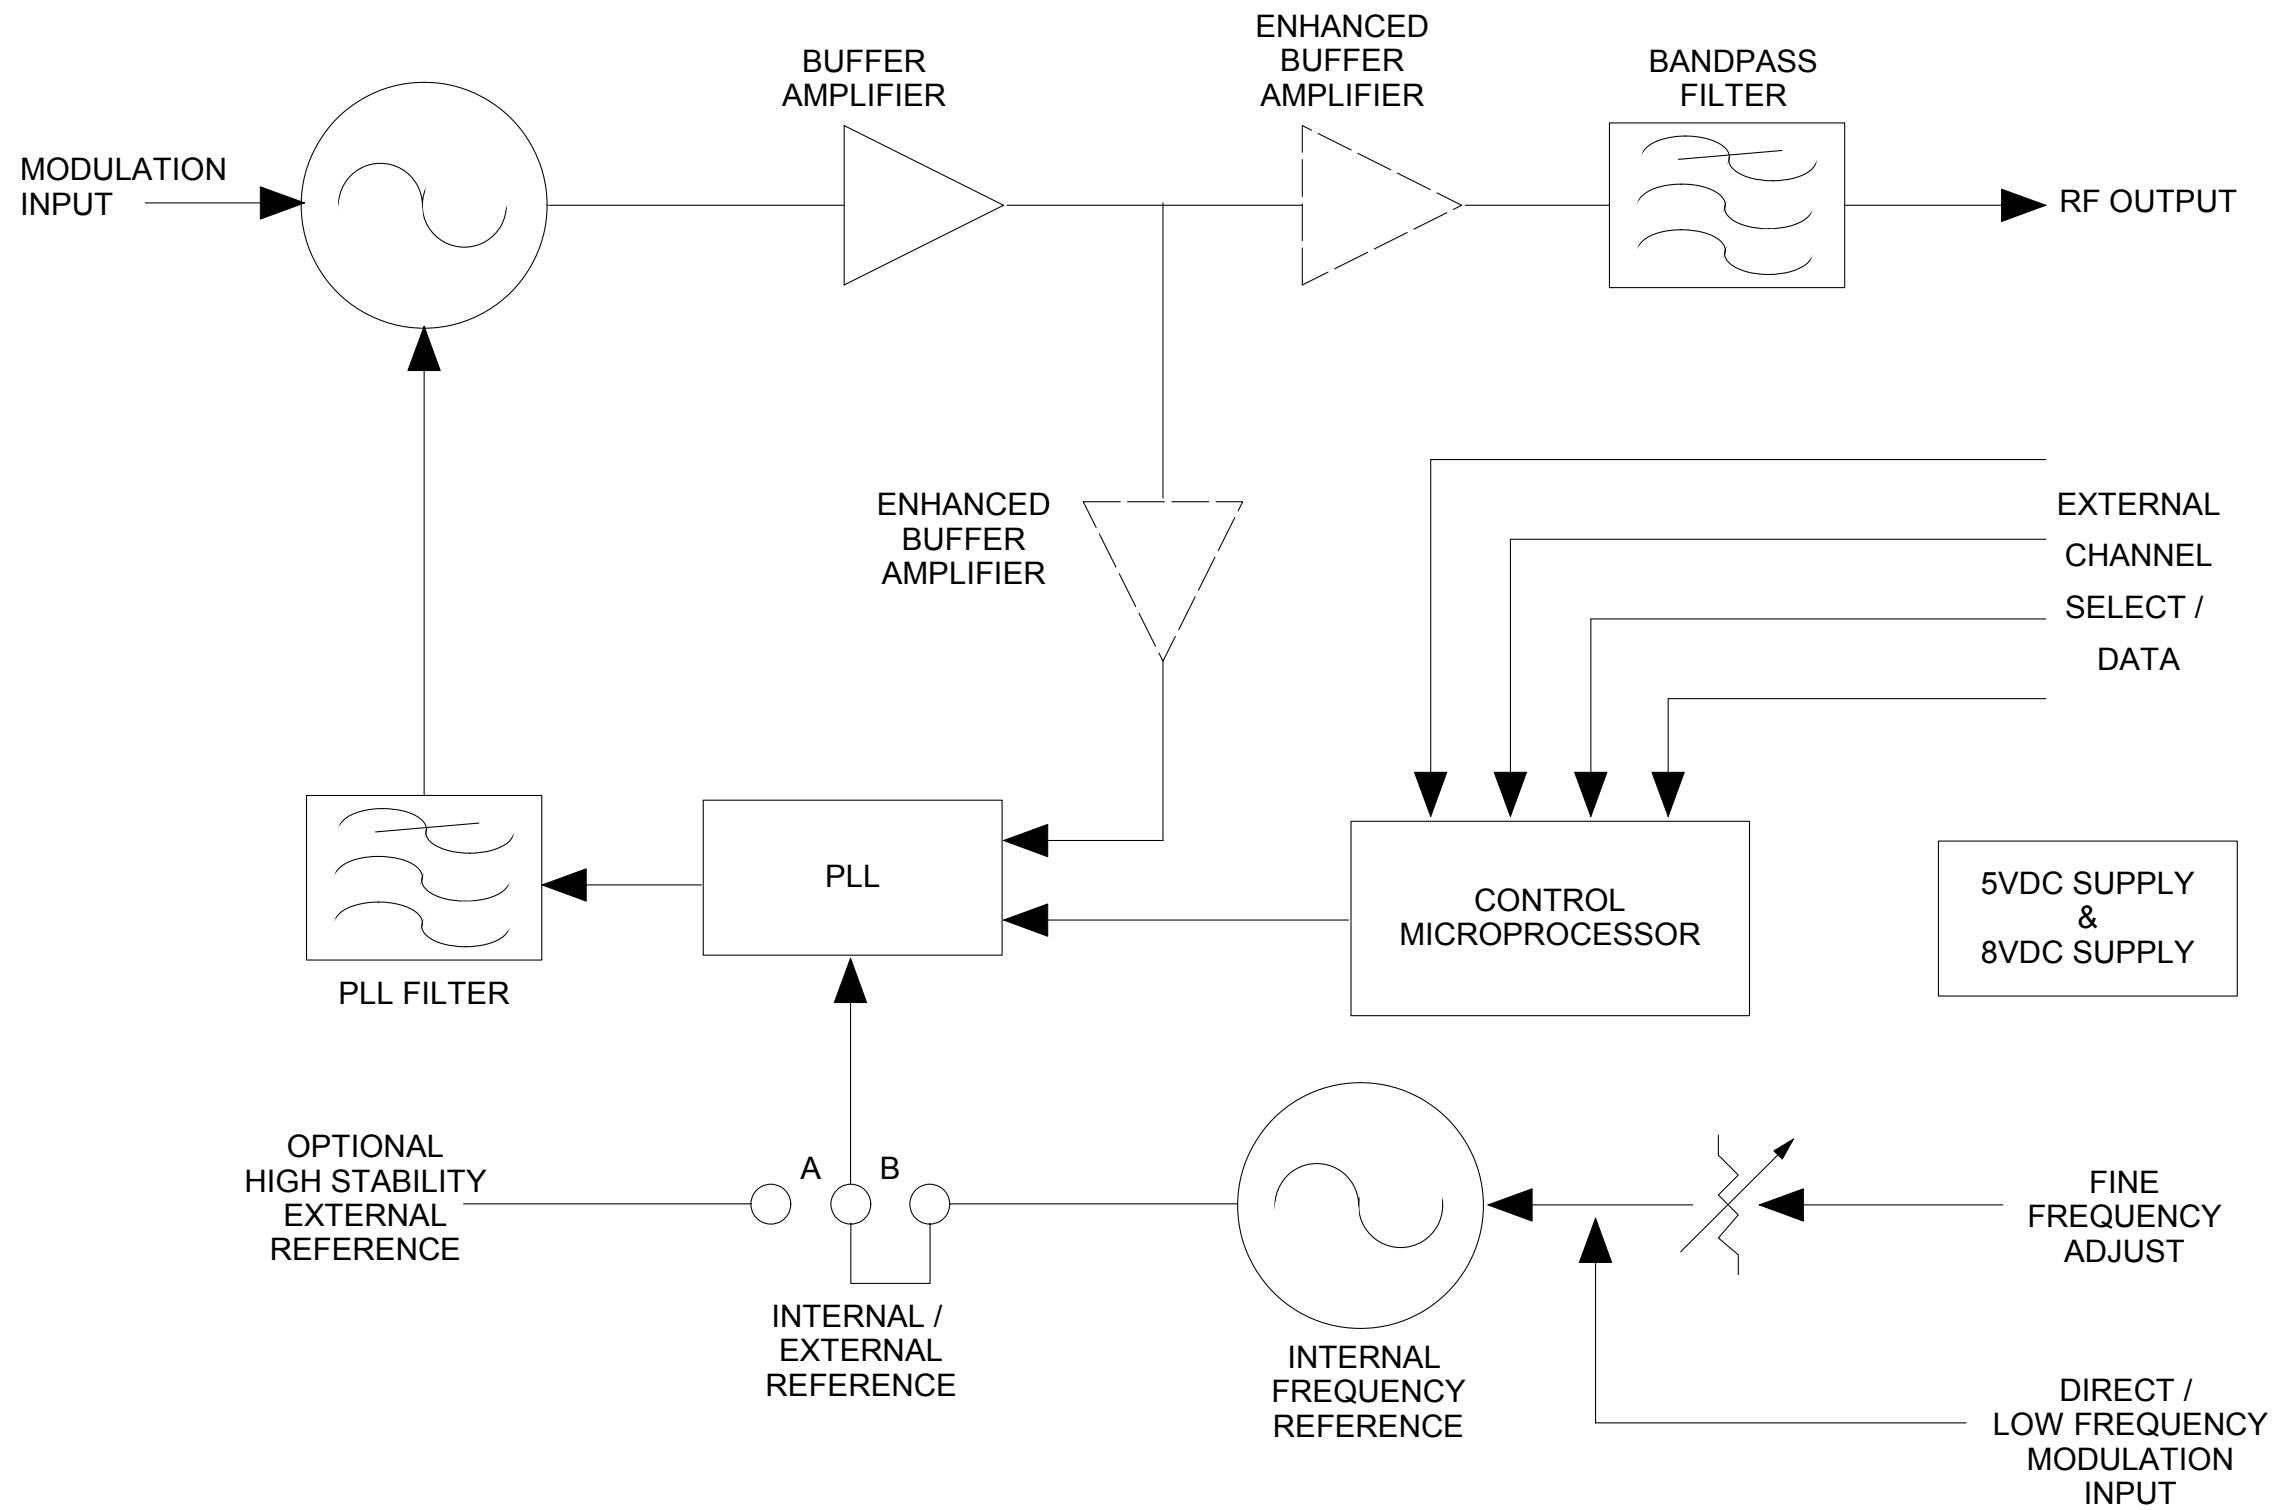 BUFFER
AMPLIFIER
ENHANCED
BUFFER
AMPLIFIER
BANDPASS
FILTER
MODULATION
INPUT
RF OUTPUT
ENHANCED
BUFFER
AMPLIFIER
EXTERNAL
CHANNEL
SELECT /
DATA
PLL
CONTROL
MICROPROCESSOR
5VDC SUPPLY
&
8VDC SUPPLY
PLL FILTER
OPTIONAL
HIGH STABILITY
EXTERNAL
REFERENCE
A
B
INTERNAL /
EXTERNAL
REFERENCE
INTERNAL
FREQUENCY
REFERENCE
FINE
FREQUENCY
ADJUST
DIRECT /
LOW FREQUENCY
MODULATION
INPUT